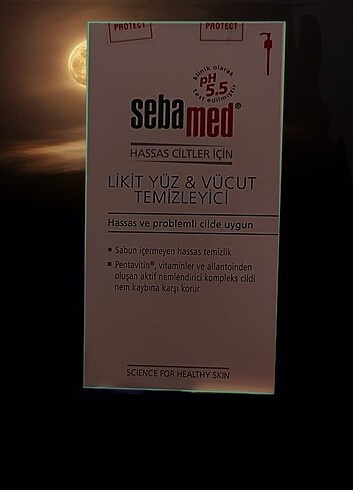 PROTECT PROTECT
klinik olarak
pH
5.5
test edilmiştir
sebamed®
HASSAS CİLTLER İÇİN
LİKİT YÜZ & VÜCUT
TEMİZLEYİCİ
Hassas ve problemli cilde uygun
▪ Sabun içermeyen hassas temizlik
▪ Pentavitin®, vitaminler ve allantoinden
oluşan aktif nemlendirici kompleks cildi
nem kaybına karşı korur
SCIENCE FOR HEALTHY SKIN